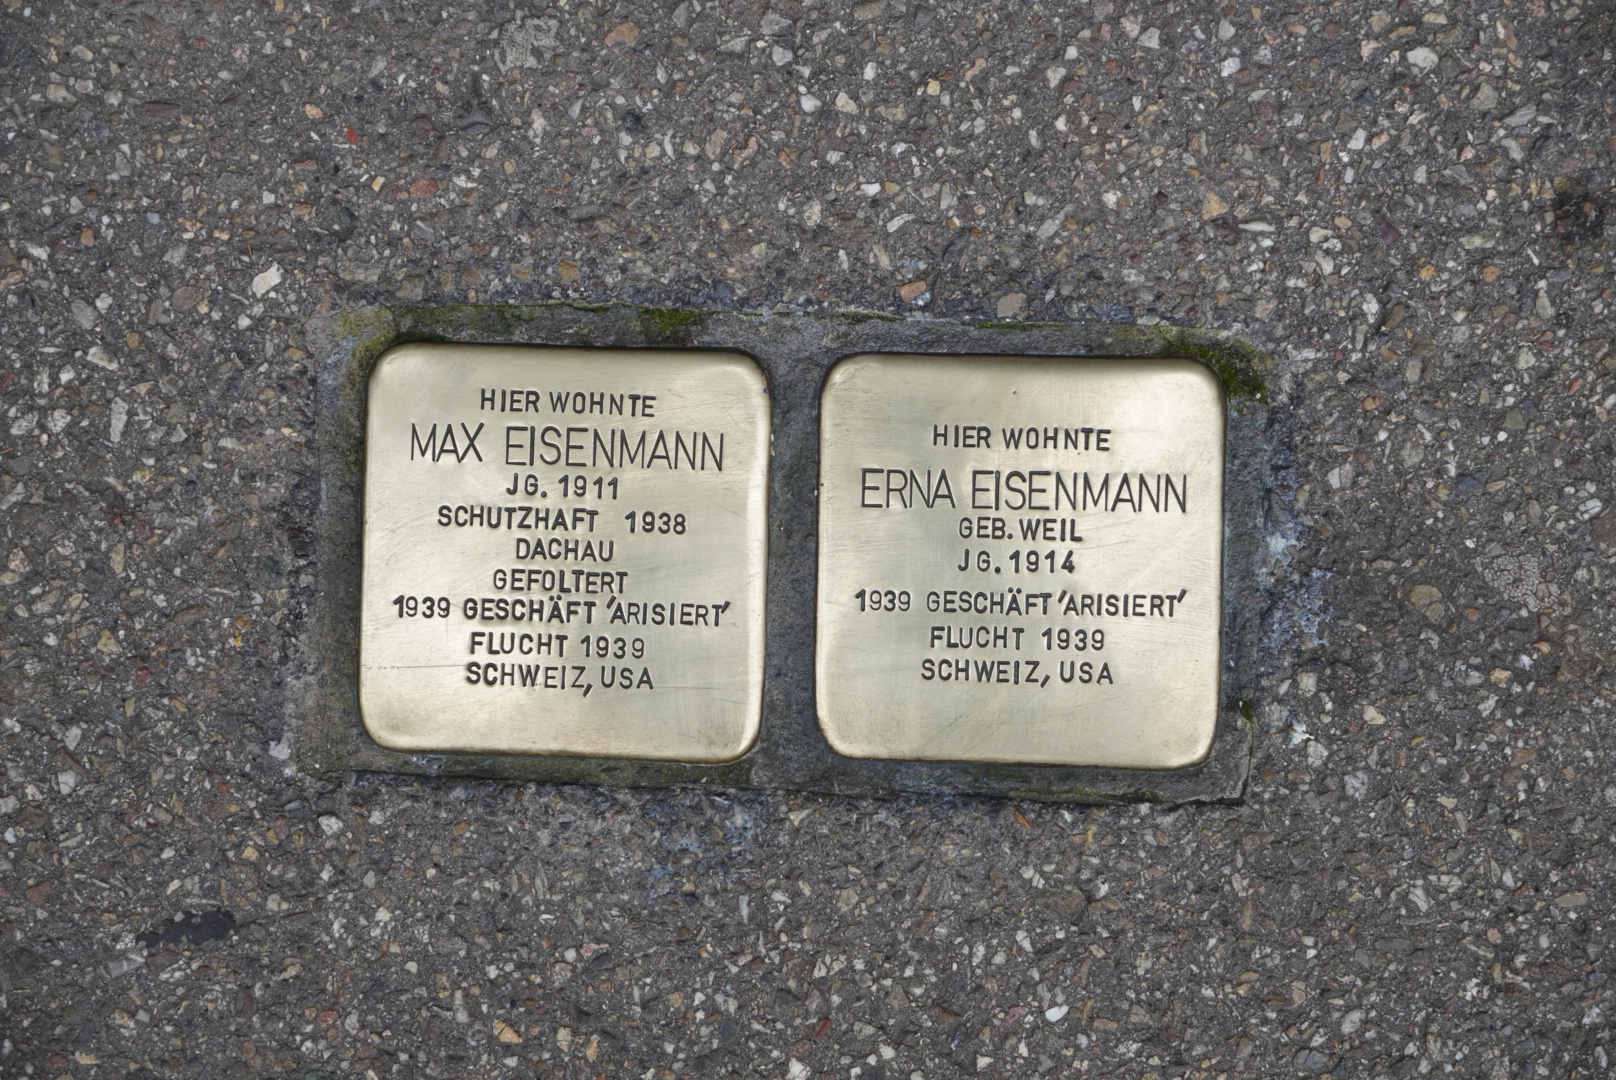 HIER WOHNTE
MAX EISENMANN
JG. 1911
SCHUTZHAFT 1938
DACHAU
GEFOLTERT
1939 GESCHÄFT 'ARISIERT'
FLUCHT 1939
SCHWEIZ, USA
HIER WOHNTE
ERNA EISENMANN
GEB. WEIL
JG. 1914
1939 GESCHÄFT 'ARISIERT'
FLUCHT 1939
SCHWEIZ, USA